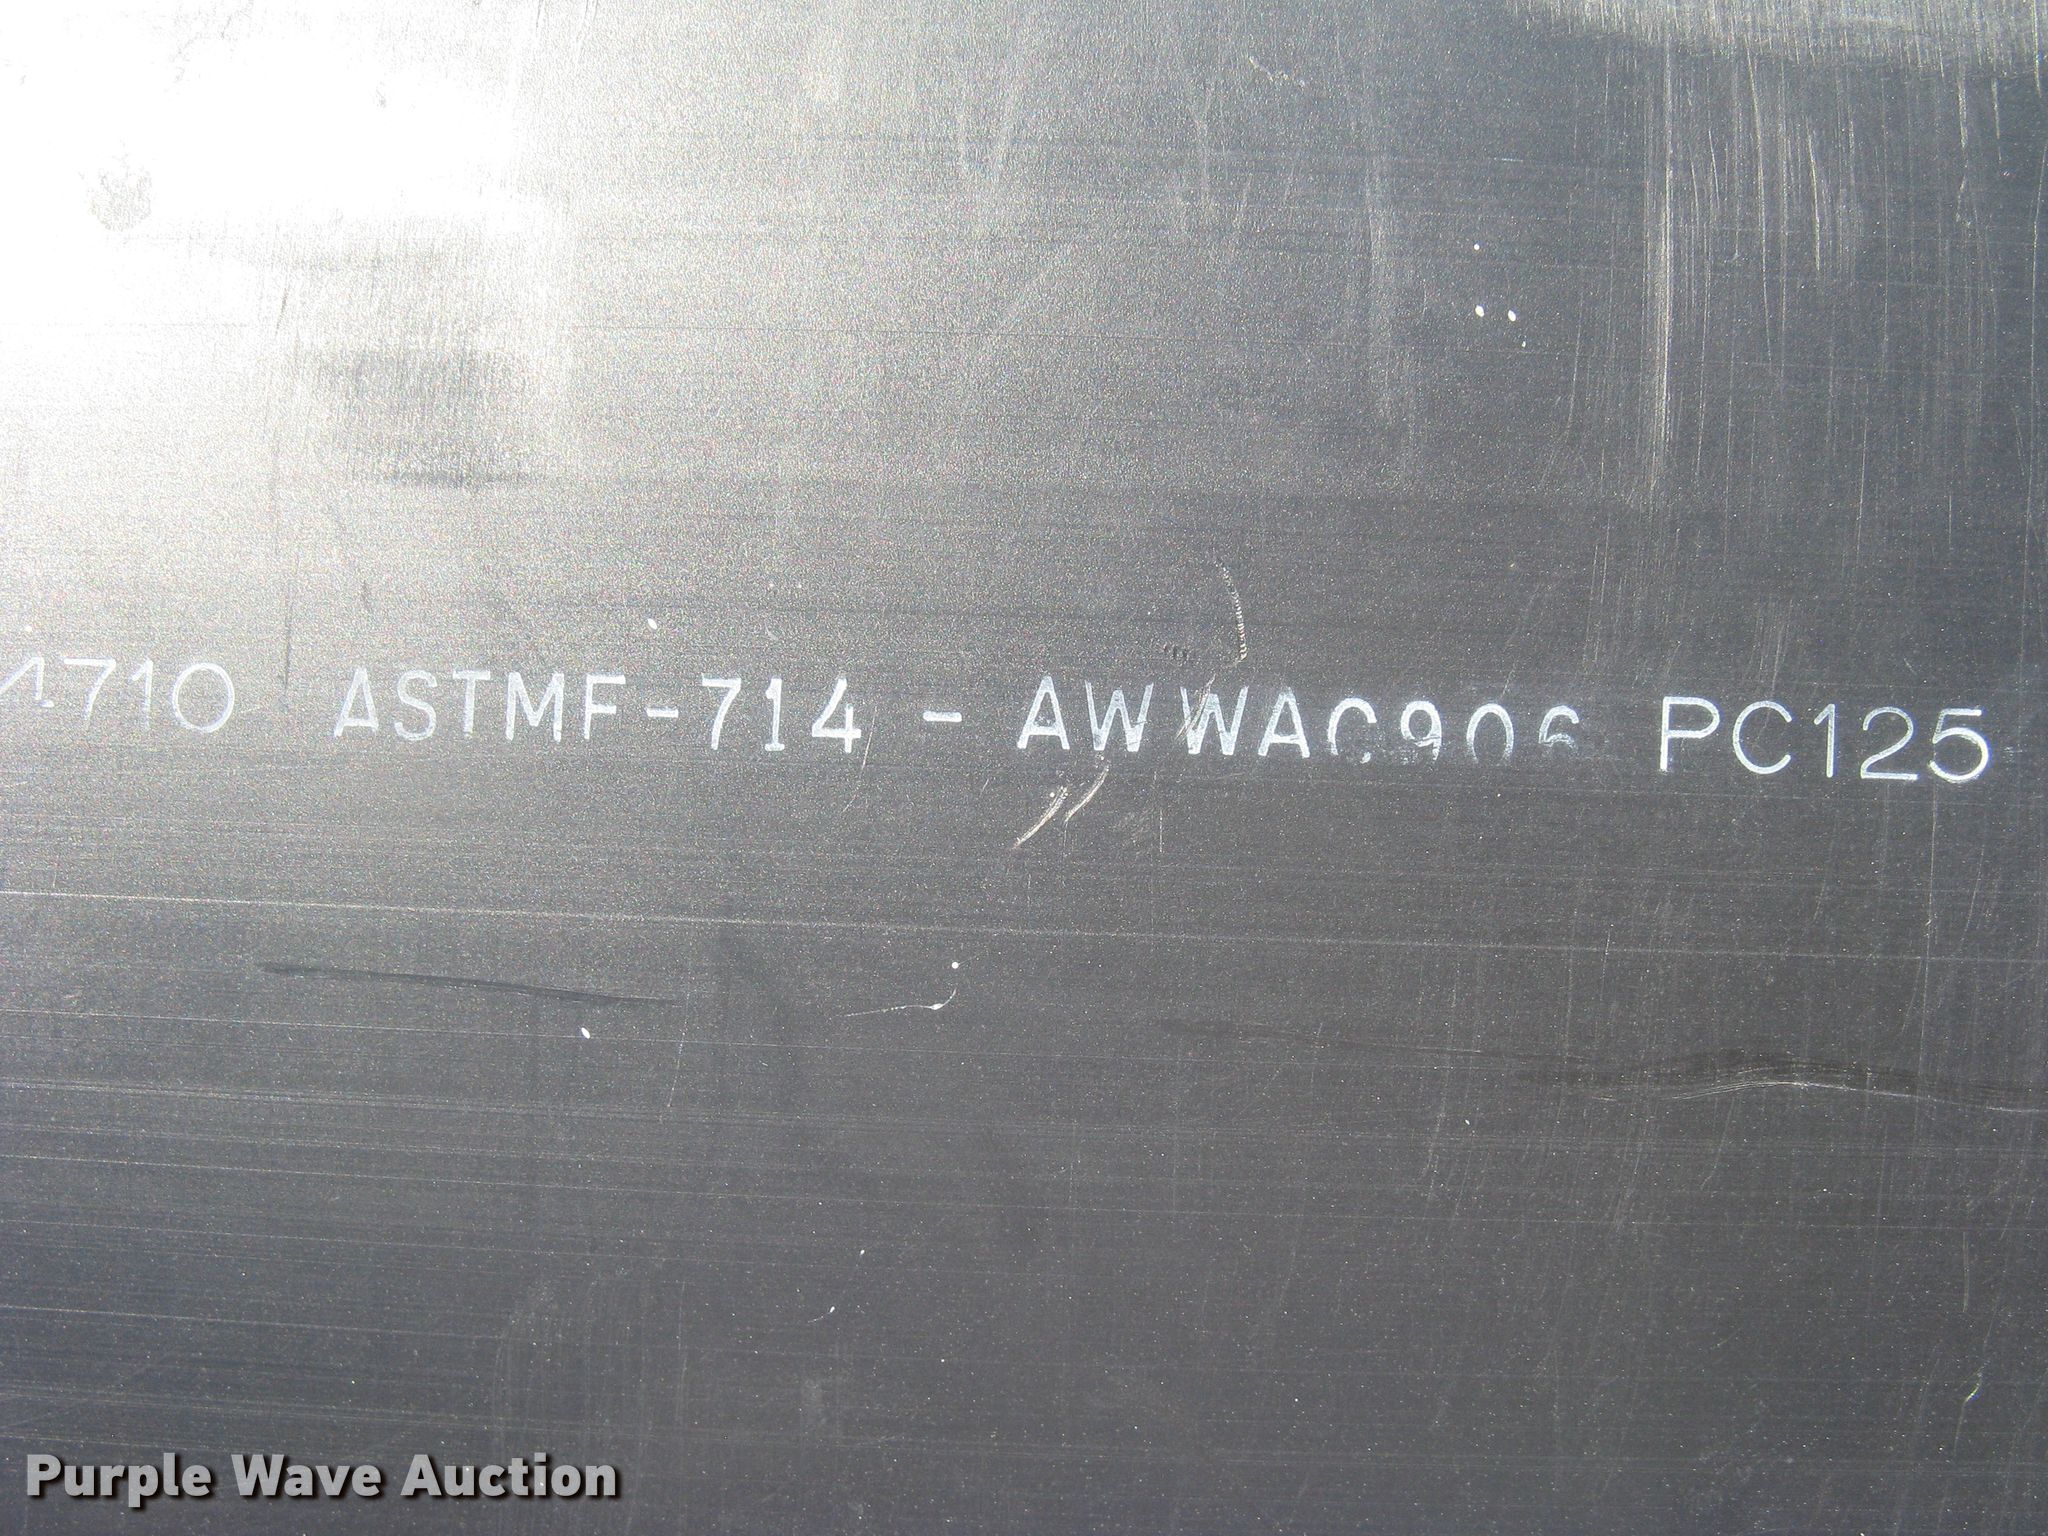 4710 ASTMF-714 - AWWAC906 PC125
Purple Wave Auction